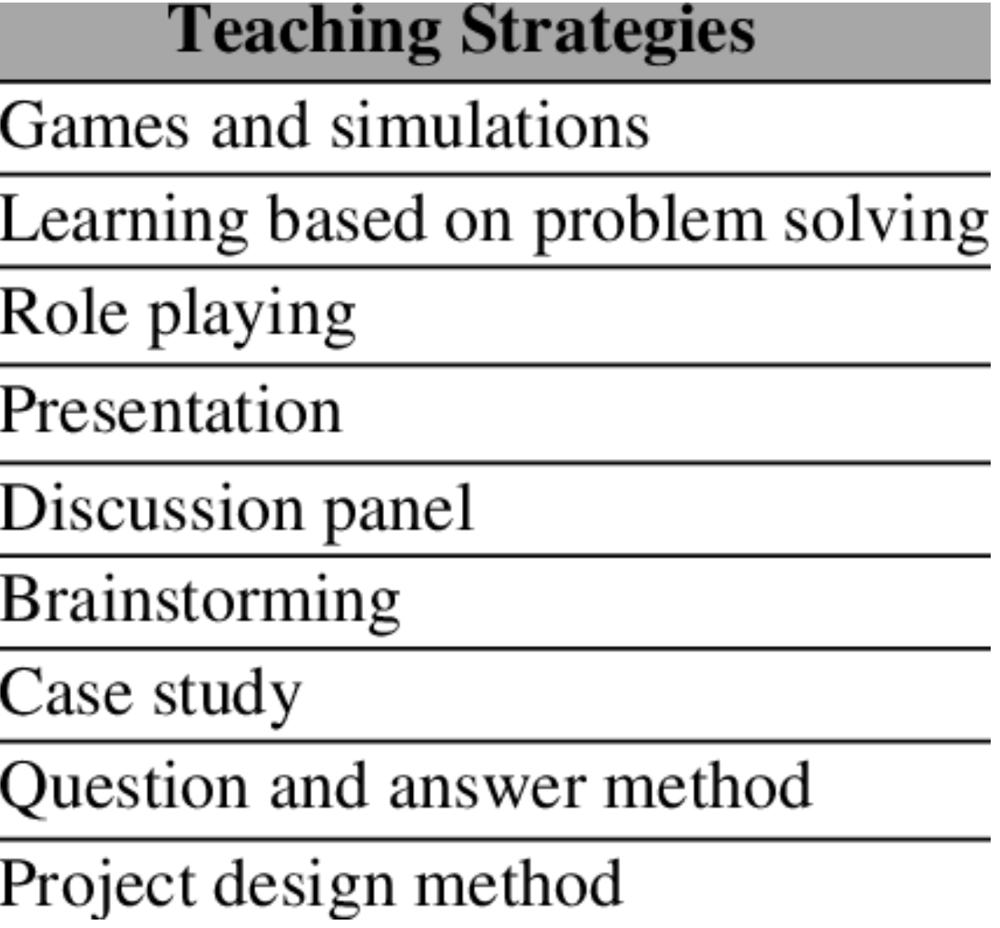 Teaching Strategies
Games and simulations
Learning based on problem solving
Role playing
Presentation
Discussion panel
Brainstorming
Case study
Question and answer method
Project design method